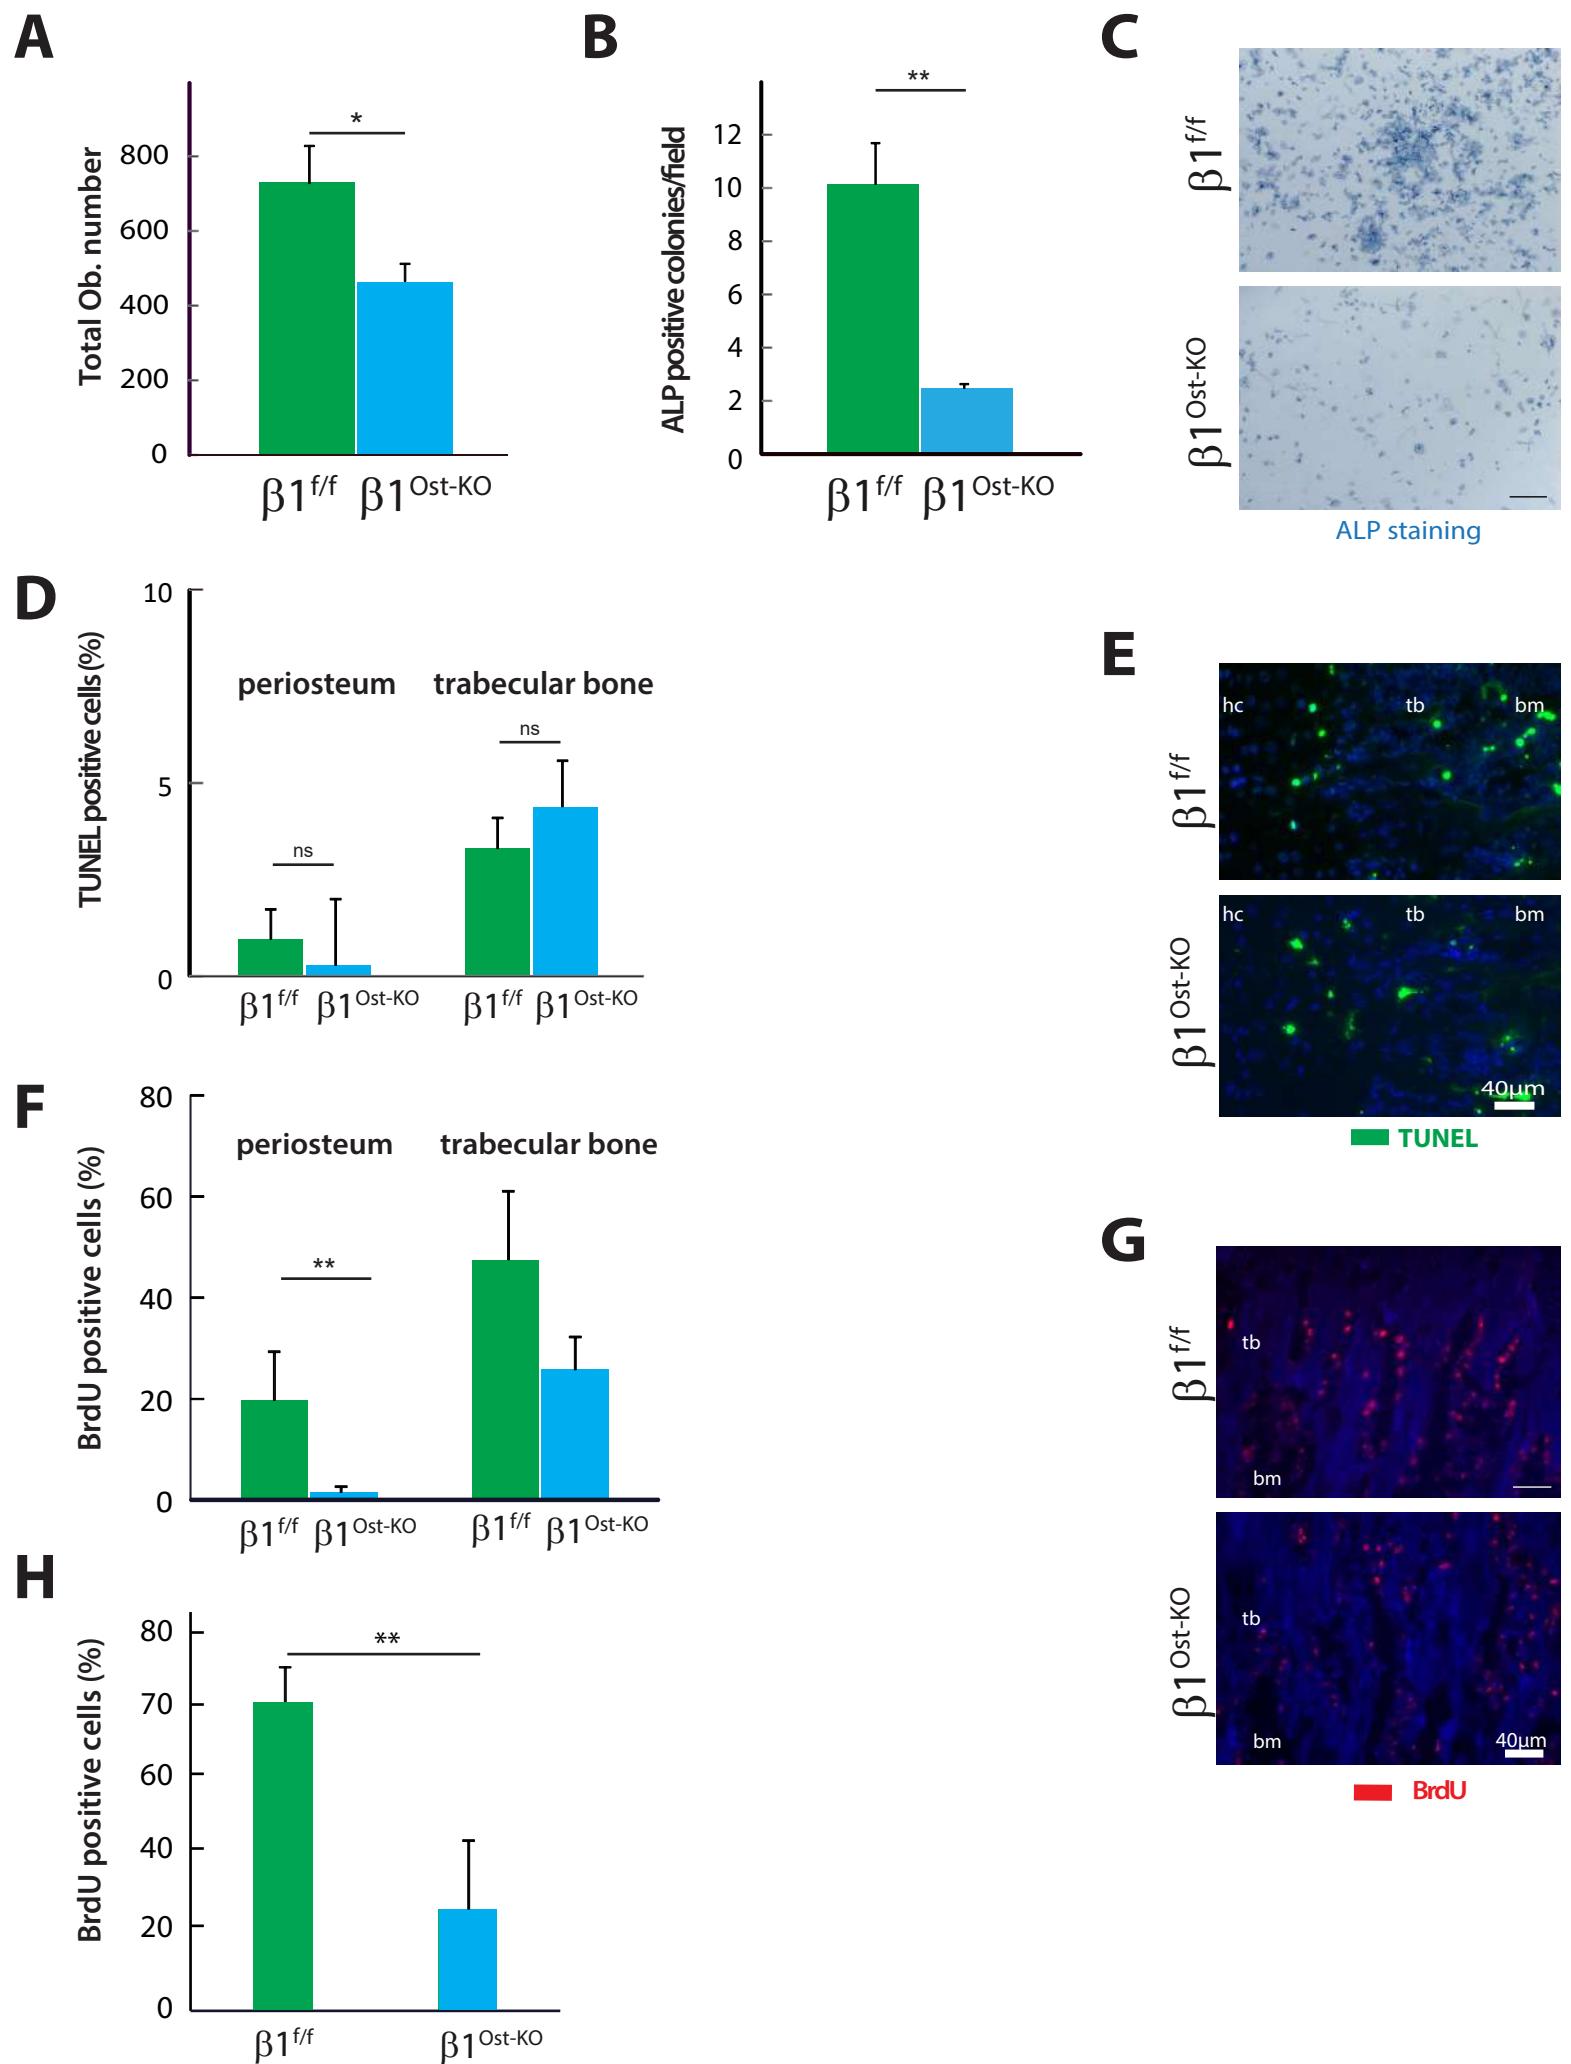 A
Total Ob. number
800
600
400
200
0
*
β1f/f β1Ost-KO
B
ALP positive colonies/field
12
10
8
6
4
2
0
**
β1f/f β1Ost-KO
C
β1f/f
β1Ost-KO
ALP staining
D
TUNEL positive cells (%)
10
5
0
periosteum trabecular bone
ns
ns
β1f/f β1Ost-KO β1f/f β1Ost-KO
E
β1f/f
hc tb bm
β1Ost-KO
hc tb bm
40µm
TUNEL
F
BrdU positive cells (%)
80
60
40
20
0
periosteum trabecular bone
**
β1f/f β1Ost-KO β1f/f β1Ost-KO
G
β1f/f
tb
bm
β1Ost-KO
tb
bm
40µm
BrdU
H
BrdU positive cells (%)
80
70
60
40
20
0
**
β1f/f β1Ost-KO